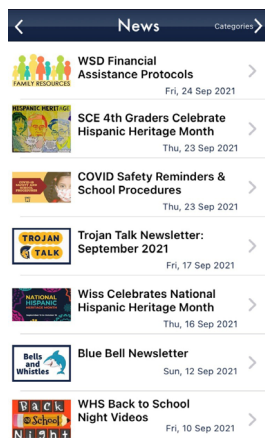 News
Categories
FAMILY RESOURCES
WSD Financial
Assistance Protocols
Fri, 24 Sep 2021
HISPANIC HERITAGE
SCE 4th Graders Celebrate
Hispanic Heritage Month
Thu, 23 Sep 2021
COVID Safety Reminders &
School Procedures
Thu, 23 Sep 2021
TROJAN
TALK
Trojan Talk Newsletter:
September 2021
Fri, 17 Sep 2021
NATIONAL
HISPANIC
HERITAGE MONTH
Wiss Celebrates National
Hispanic Heritage Month
Thu, 16 Sep 2021
Bells
and
Whistles
Blue Bell Newsletter
Sun, 12 Sep 2021
Back
School
Night
WHS Back to School
Night Videos
Fri, 10 Sep 2021